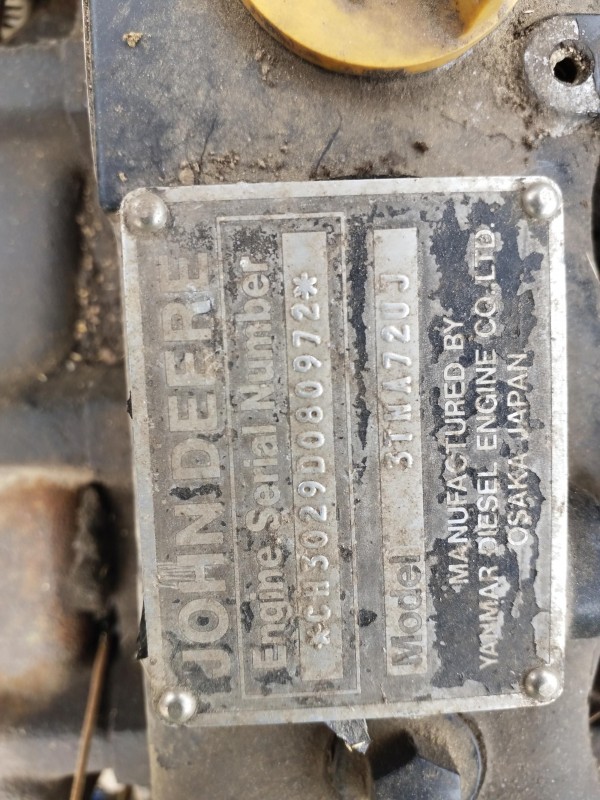 JOHN DEERE
Engine Serial Number
*CH3029D080972*
Model 3TNA72UJ
MANUFACTURED BY
YANMAR DIESEL ENGINE CO.,LTD.
OSAKA JAPAN